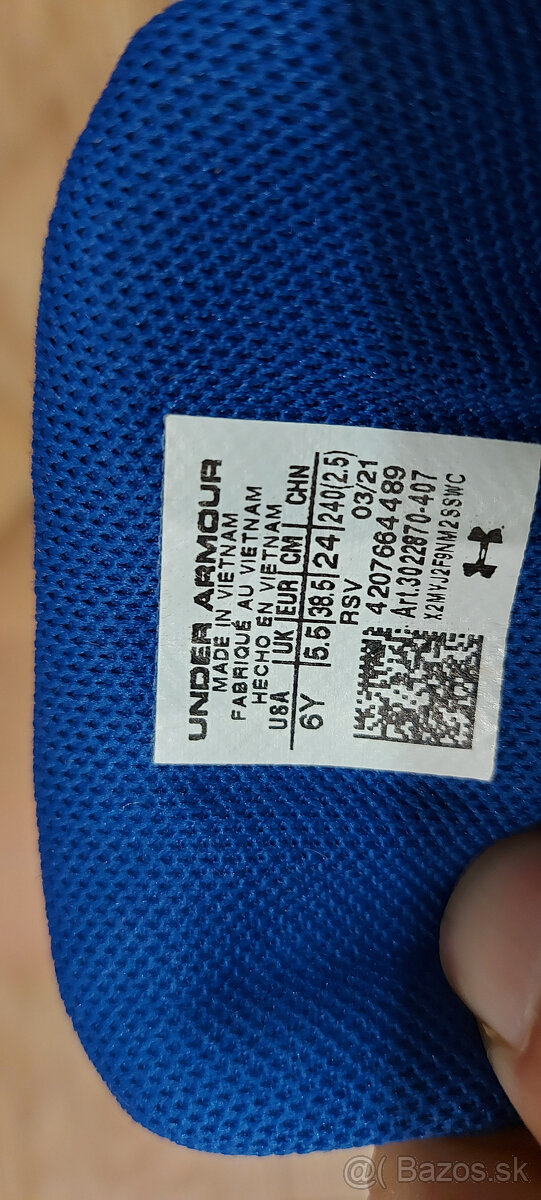 UNDER ARMOUR
MADE IN VIETNAM
FABRIQUÉ AU VIETNAM
HECHO EN VIETNAM
USA | UK | EUR | CM | CHN
6Y | 5.5 | 38.5 | 24 | 240(2.5)
RSV 03/21
4207664489
Art.3022870-407
X2MYJ2F9NM2SSWC
@( Bazos.sk